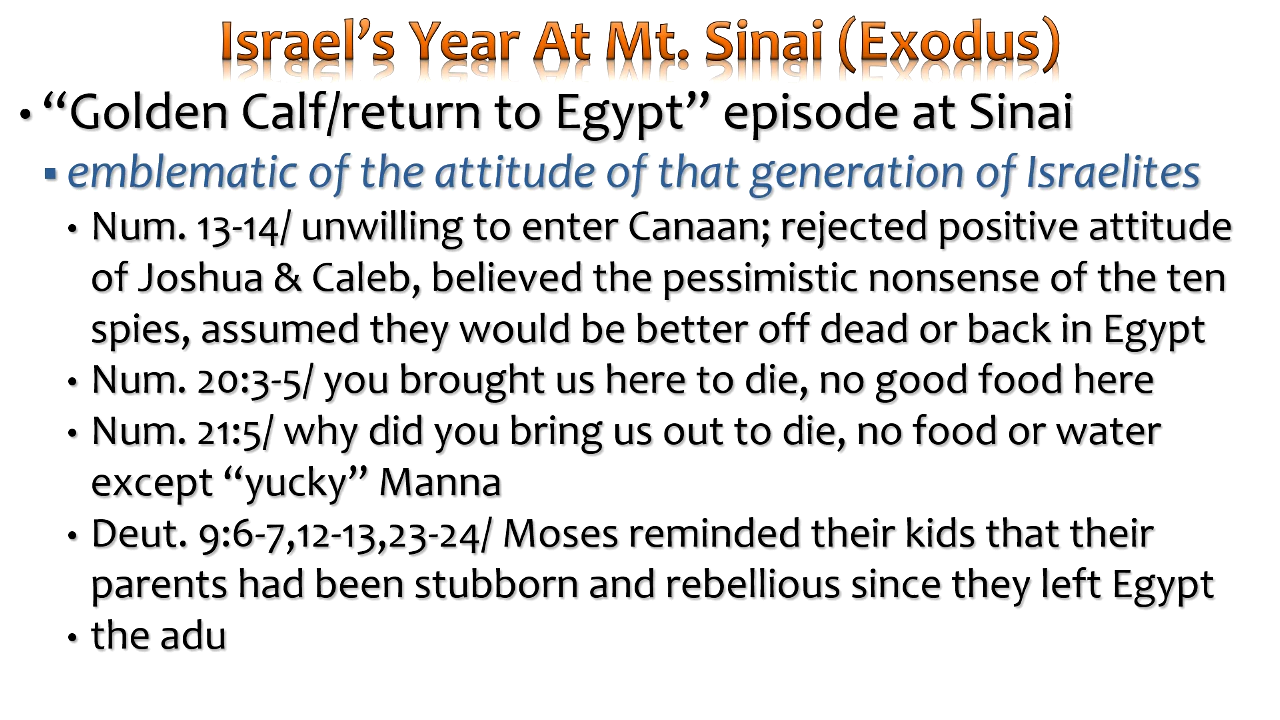 Israel’s Year At Mt. Sinai (Exodus)
• “Golden Calf/return to Egypt” episode at Sinai
▪ emblematic of the attitude of that generation of Israelites
• Num. 13-14/ unwilling to enter Canaan; rejected positive attitude
of Joshua & Caleb, believed the pessimistic nonsense of the ten
spies, assumed they would be better off dead or back in Egypt
• Num. 20:3-5/ you brought us here to die, no good food here
• Num. 21:5/ why did you bring us out to die, no food or water
except “yucky” Manna
• Deut. 9:6-7,12-13,23-24/ Moses reminded their kids that their
parents had been stubborn and rebellious since they left Egypt
• the adu